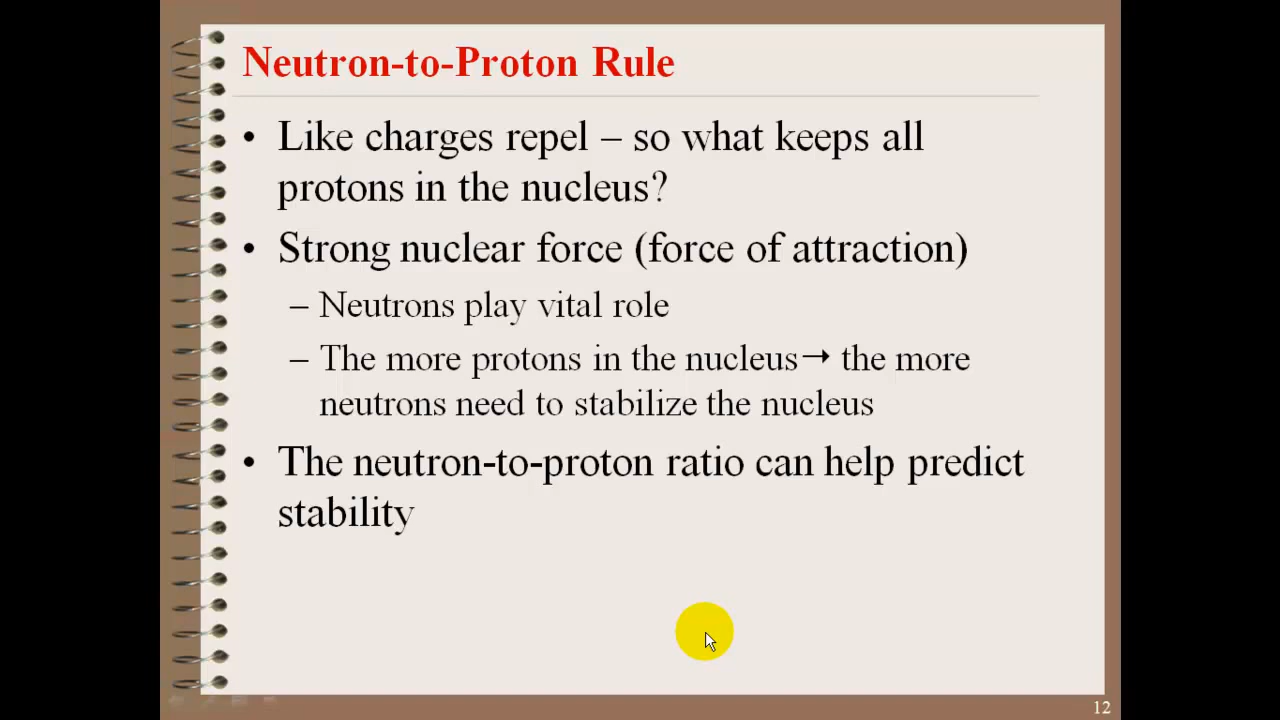 Neutron-to-Proton Rule
• Like charges repel – so what keeps all
protons in the nucleus?
• Strong nuclear force (force of attraction)
– Neutrons play vital role
– The more protons in the nucleus→ the more
neutrons need to stabilize the nucleus
• The neutron-to-proton ratio can help predict
stability
12